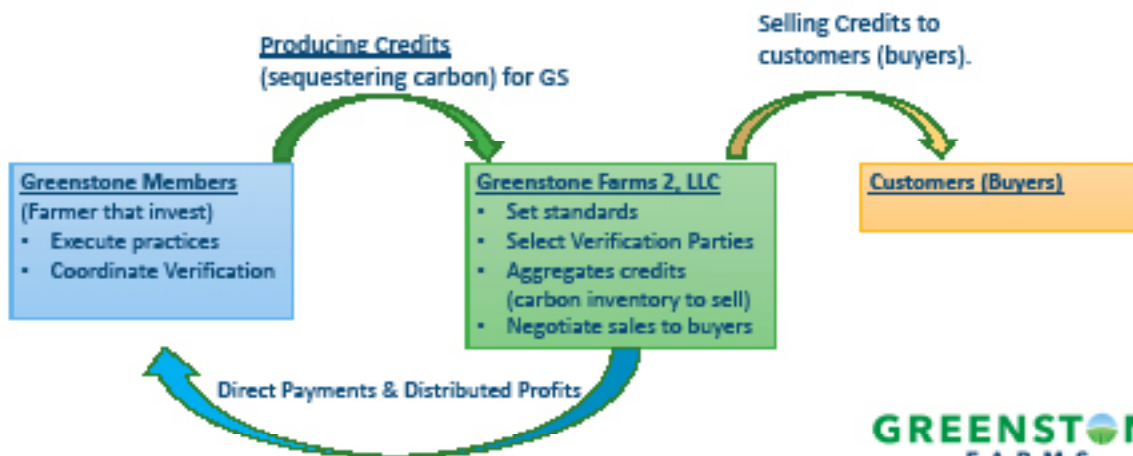 Producing Credits
(sequestering carbon) for GS
Selling Credits to
customers (buyers).
Greenstone Members
(Farmer that invest)
• Execute practices
• Coordinate Verification
Greenstone Farms 2, LLC
• Set standards
• Select Verification Parties
• Aggregates credits
(carbon inventory to sell)
• Negotiate sales to buyers
Customers (Buyers)
Direct Payments & Distributed Profits
GREENSTON
FARMS